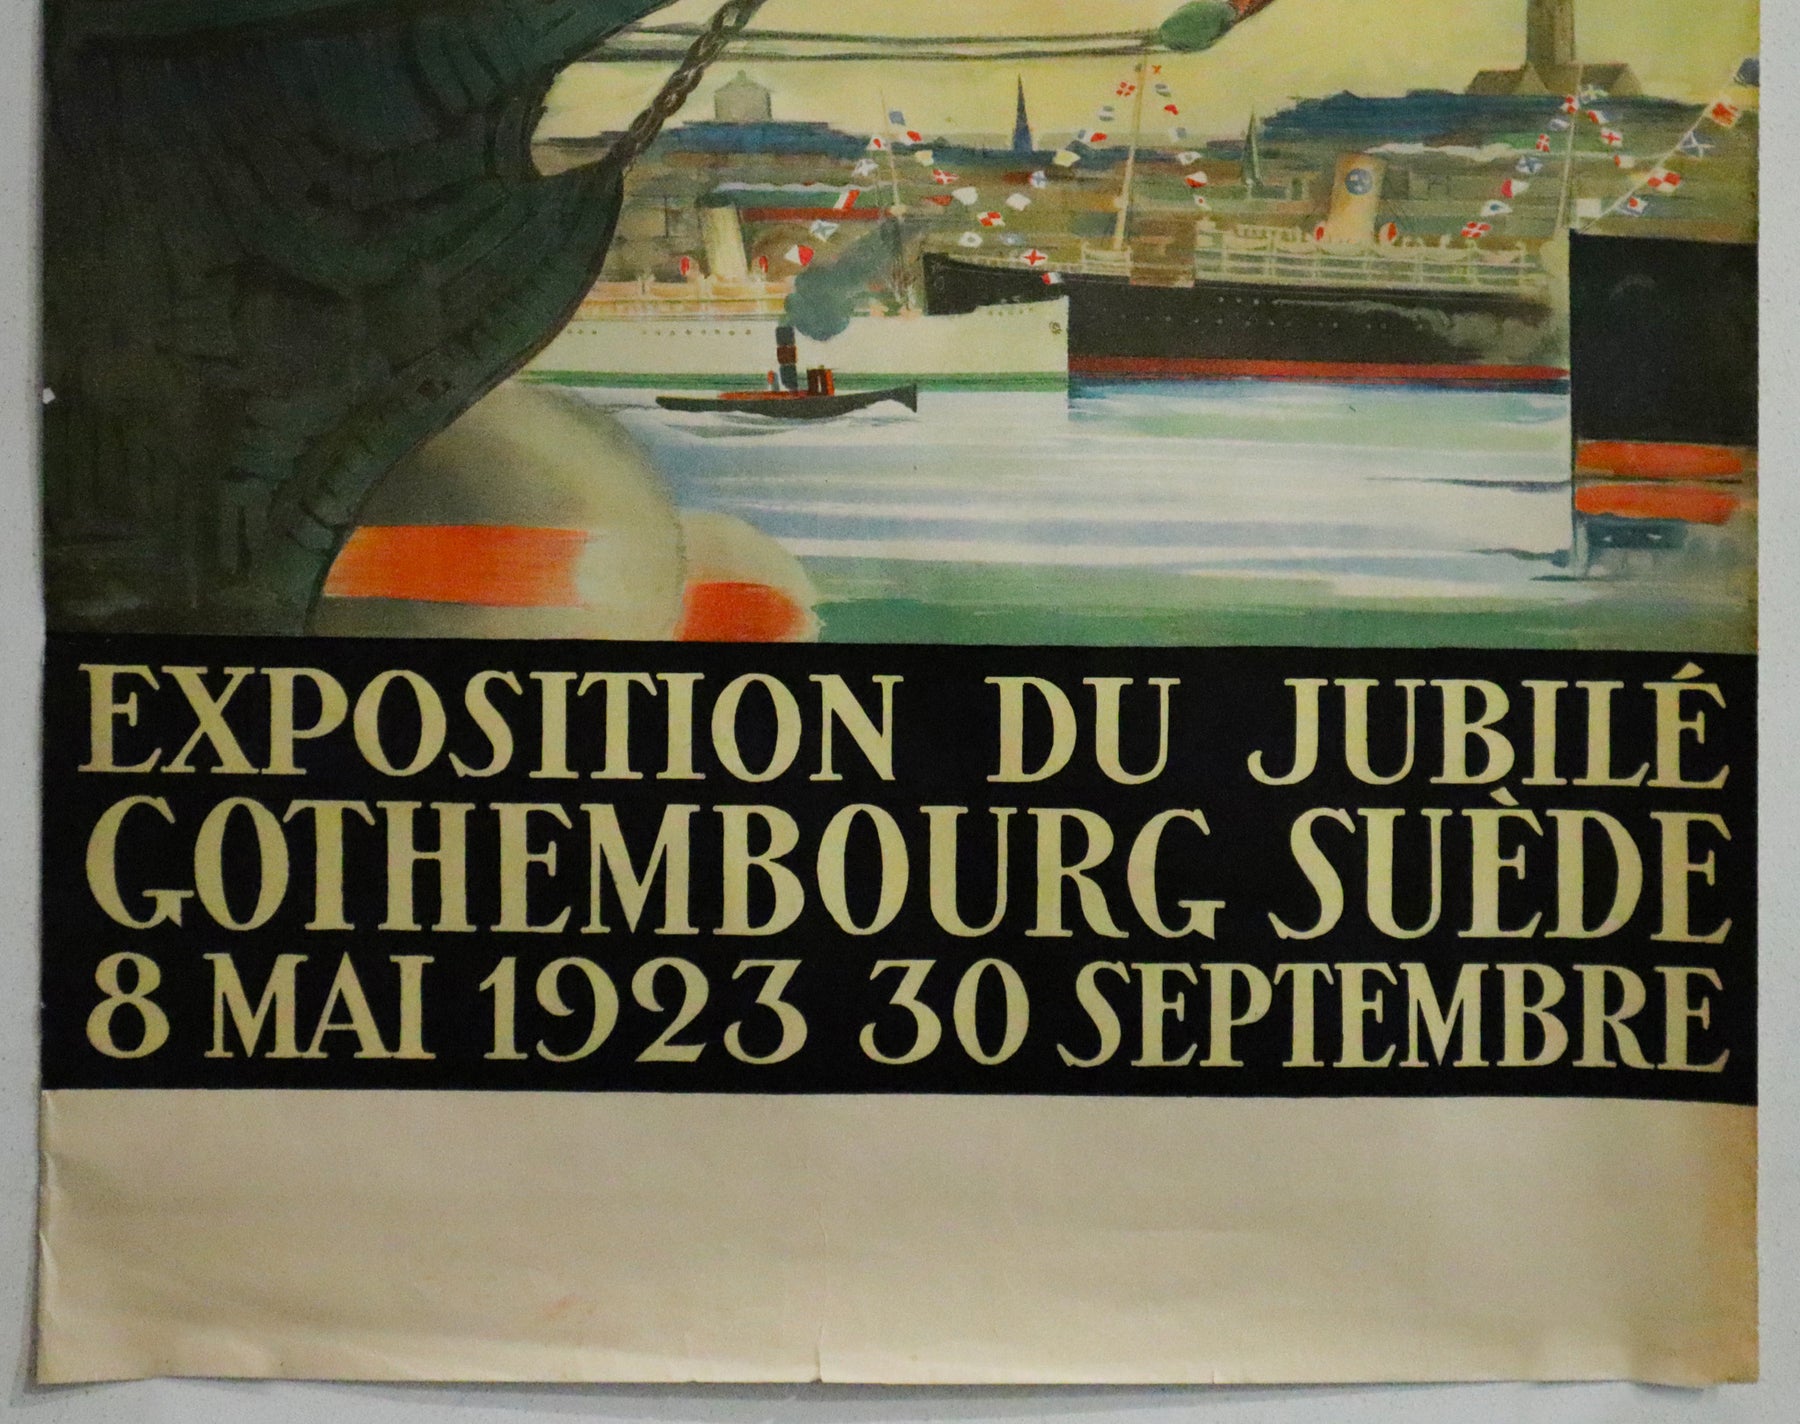 EXPOSITION DU JUBILÉ
GOTHEMBOURG SUÈDE
8 MAI 1923 30 SEPTEMBRE